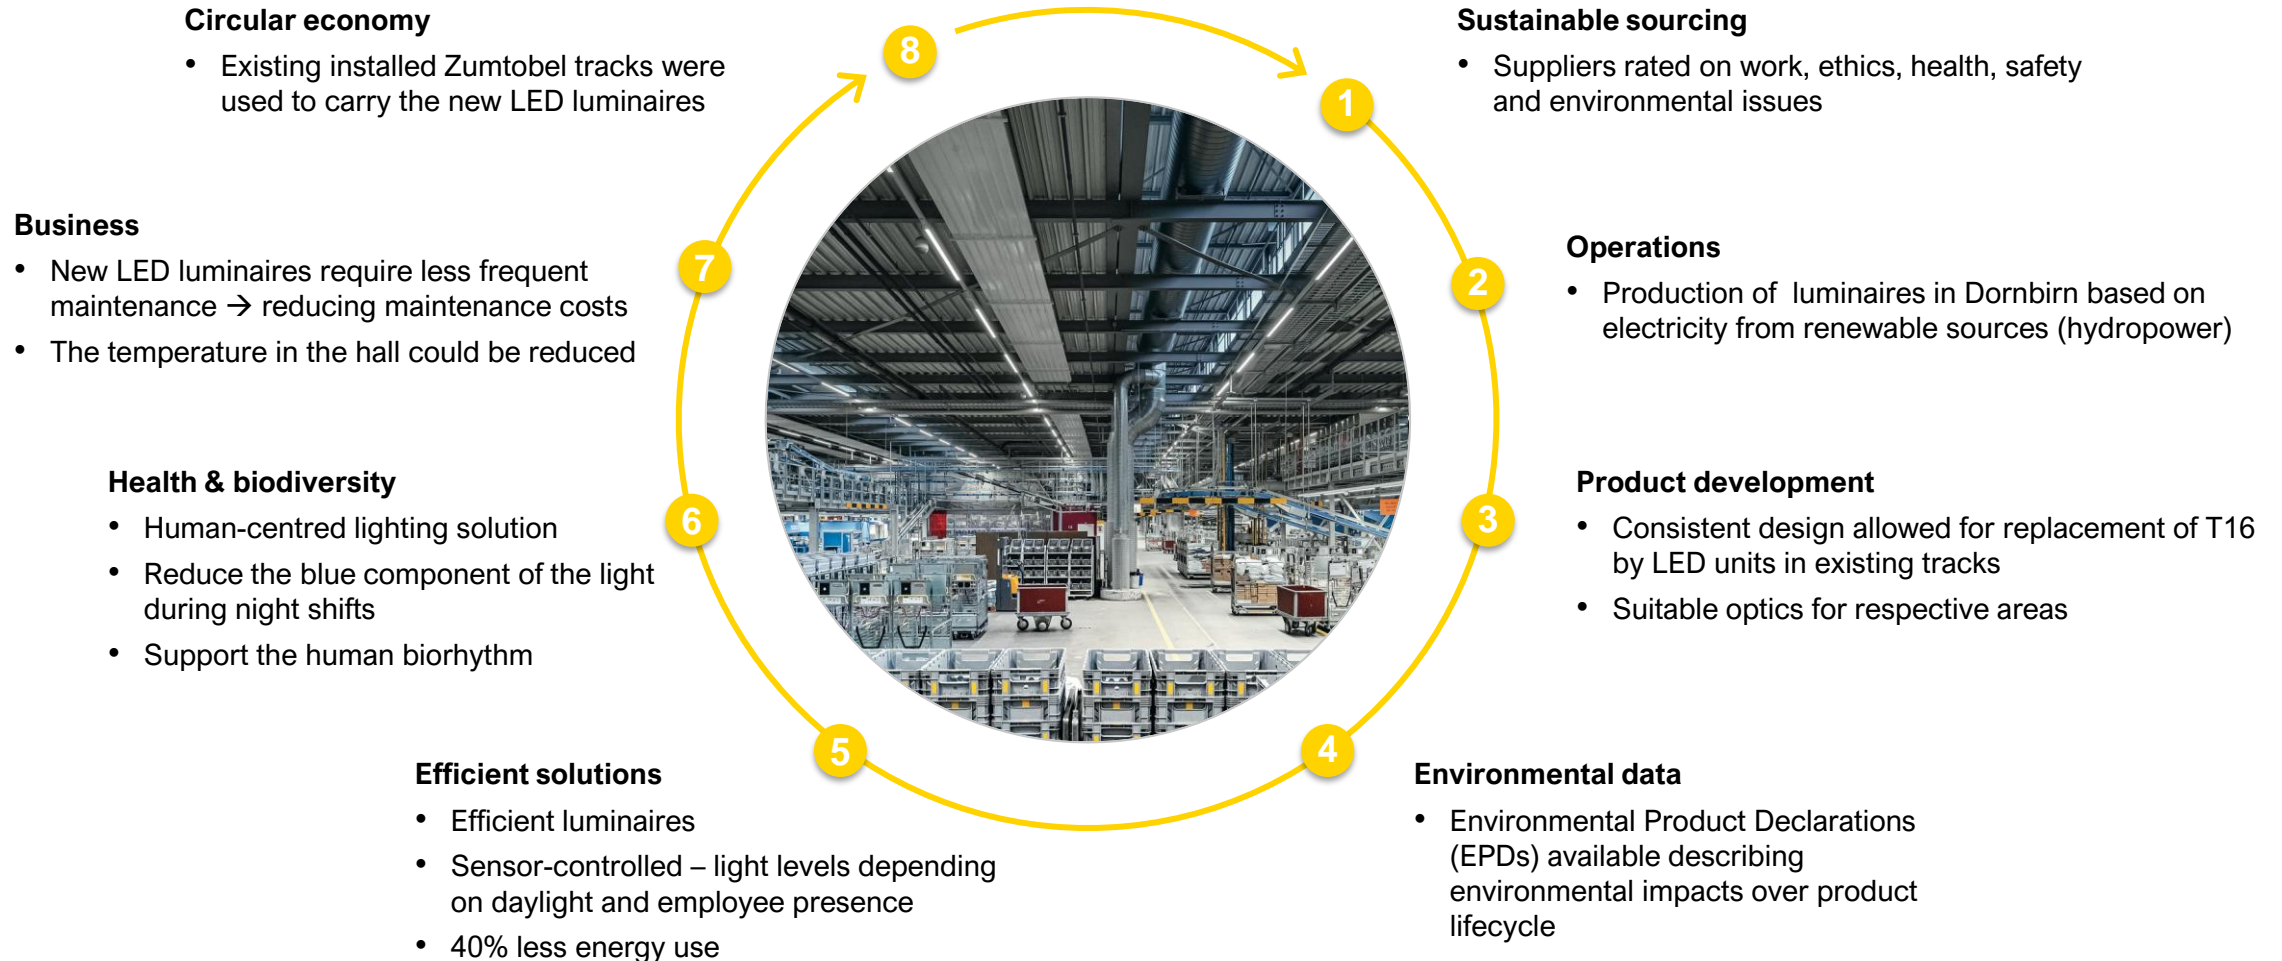 Circular economy
• Existing installed Zumtobel tracks were
used to carry the new LED luminaires
8
Sustainable sourcing
• Suppliers rated on work, ethics, health, safety
and environmental issues
1
Operations
• Production of  luminaires in Dornbirn based on
electricity from renewable sources (hydropower)
2
Product development
• Consistent design allowed for replacement of T16
by LED units in existing tracks
• Suitable optics for respective areas
3
Environmental data
• Environmental Product Declarations
(EPDs) available describing
environmental impacts over product
lifecycle
4
Efficient solutions
• Efficient luminaires
• Sensor-controlled – light levels depending
on daylight and employee presence
• 40% less energy use
5
Health & biodiversity
• Human-centred lighting solution
• Reduce the blue component of the light
during night shifts
• Support the human biorhythm
6
Business
• New LED luminaires require less frequent
maintenance → reducing maintenance costs
• The temperature in the hall could be reduced
7